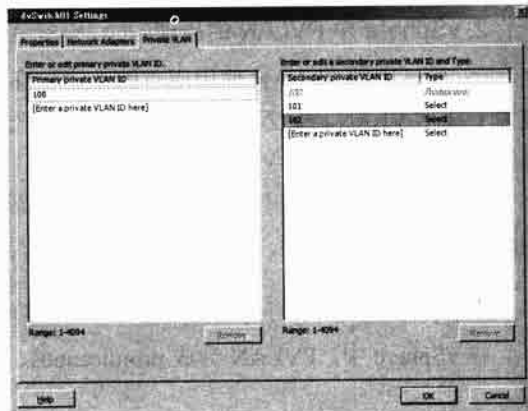 dvSwitch01 Settings
Properties
Network Adapters
Private VLAN
Enter or edit primary private VLAN ID.
Primary private VLAN ID
100
[Enter a private VLAN ID here]
Range: 1-4094
Remove
Enter or edit a secondary private VLAN ID and Type.
Secondary private VLAN ID Type
Promiscuous
101 Select
102 Select
[Enter a private VLAN ID here] Select
Range: 1-4094
Remove
Help
OK
Cancel